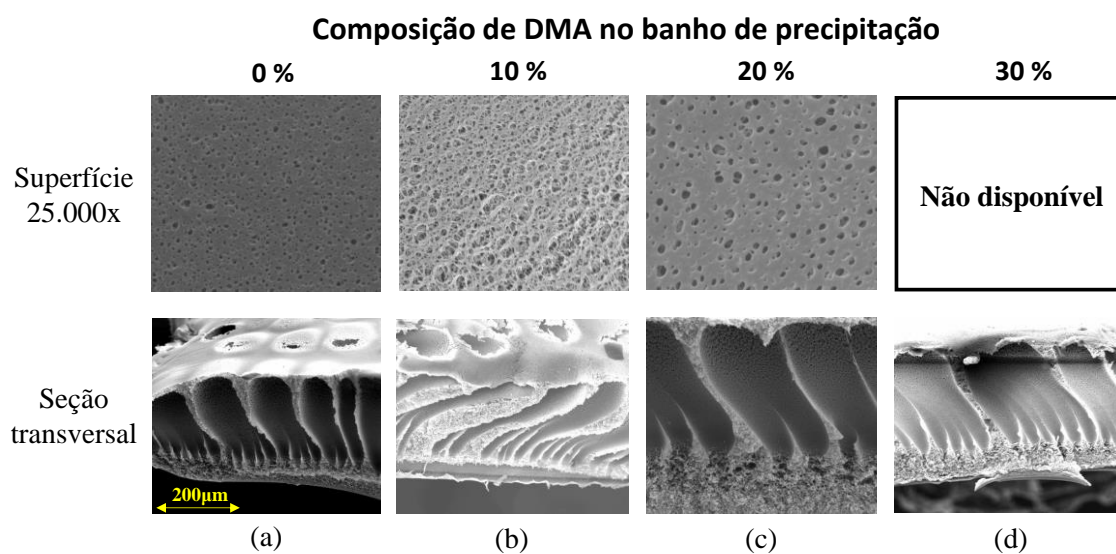 Composição de DMA no banho de precipitação
0 %
10 %
20 %
30 %
Superfície
25.000x
Não disponível
Seção
transversal
200µm
(a)
(b)
(c)
(d)